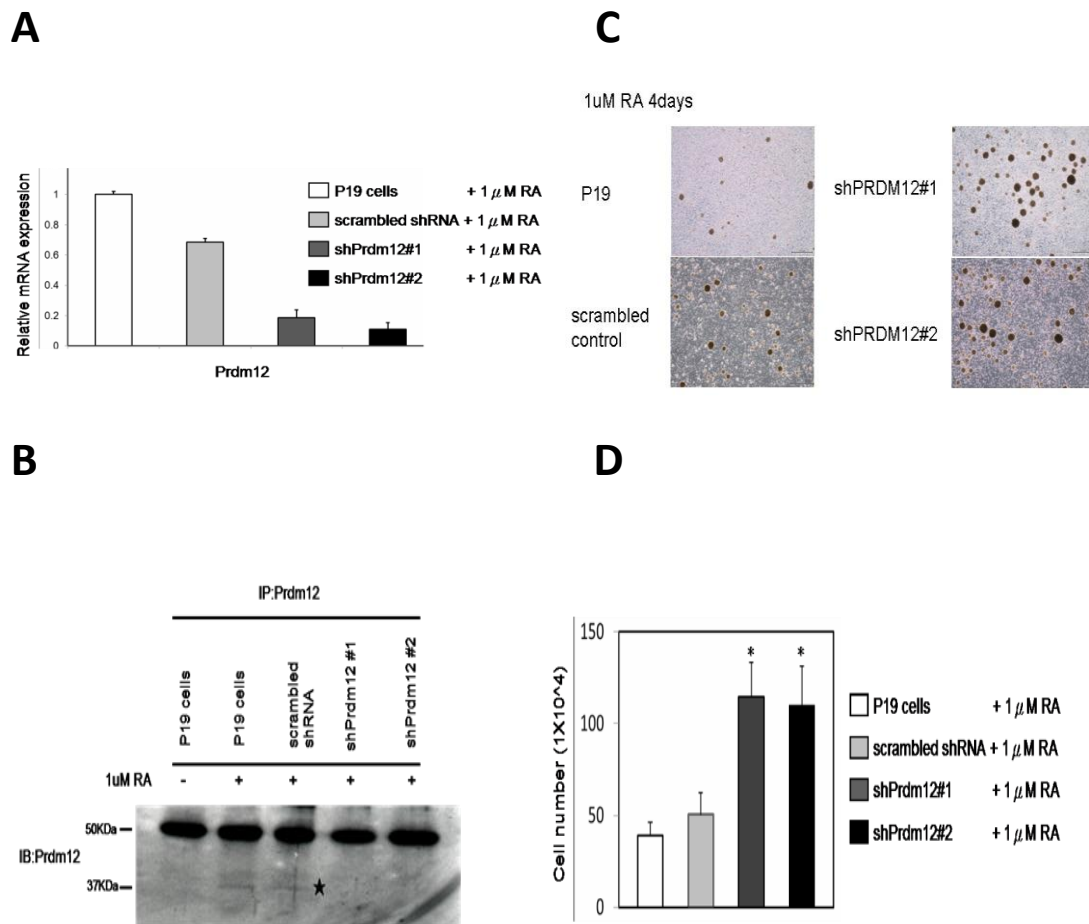 A
Relative mRNA expression
1
0.8
0.6
0.4
0.2
0
Prdm12
P19 cells + 1 μM RA
scrambled shRNA + 1 μM RA
shPrdm12#1 + 1 μM RA
shPrdm12#2 + 1 μM RA
C
1uM RA 4days
P19
shPRDM12#1
scrambled
control
shPRDM12#2
B
IP:Prdm12
P19 cells
P19 cells
scrambled
shRNA
shPrdm12 #1
shPrdm12 #2
1uM RA - + + + +
50KDa
IB:Prdm12
37KDa
D
Cell number (1X10^4)
150
100
50
0
* *
P19 cells + 1 μM RA
scrambled shRNA + 1 μM RA
shPrdm12#1 + 1 μM RA
shPrdm12#2 + 1 μM RA